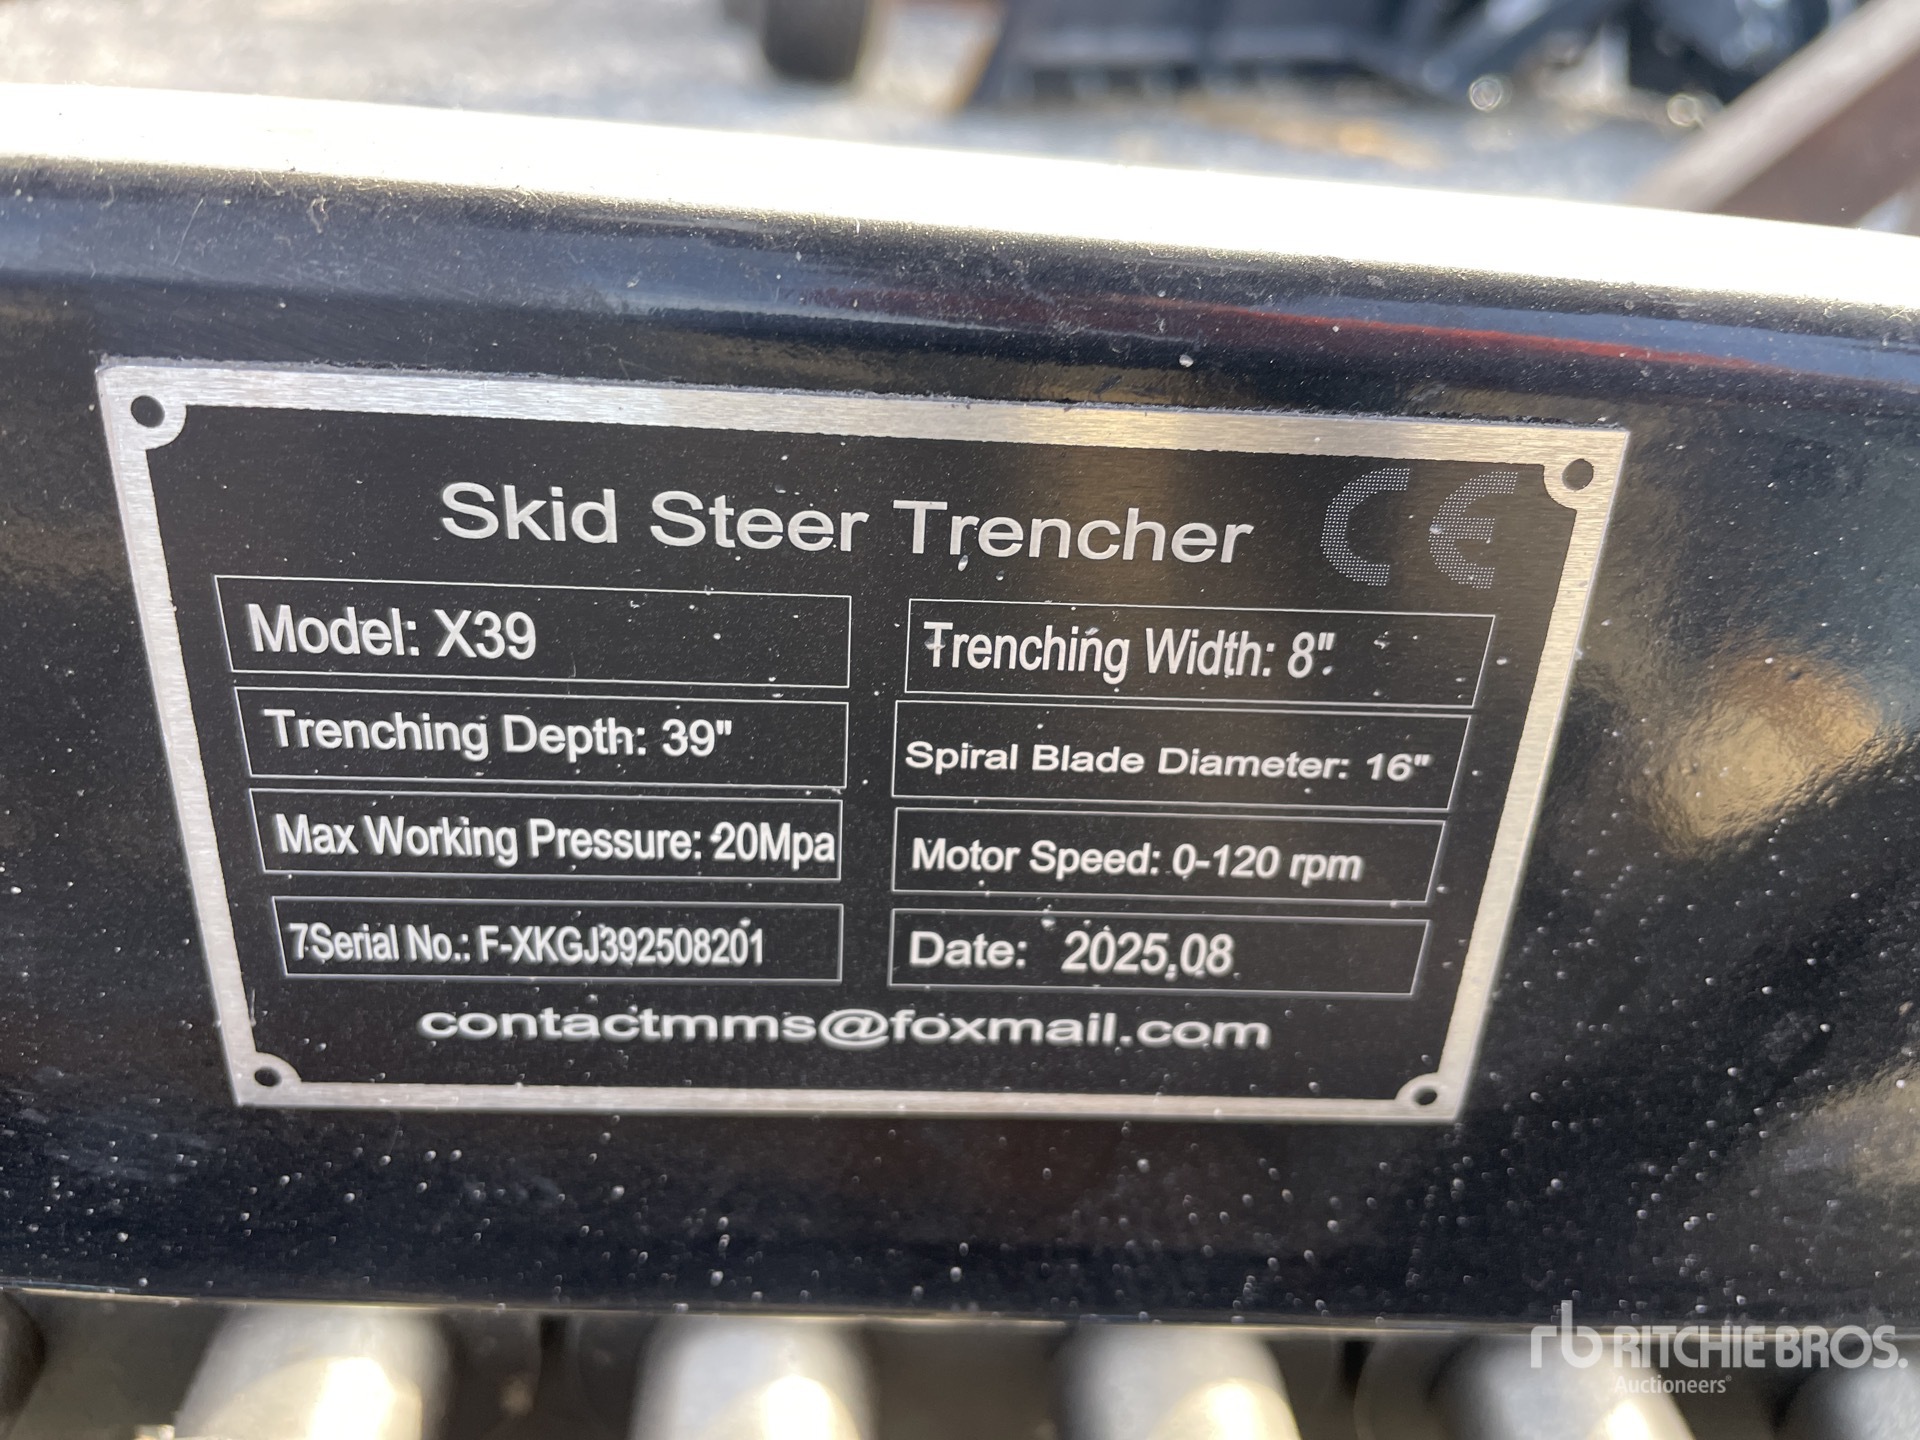 Skid Steer Trencher CE
Model: X39
Trenching Width: 8"
Trenching Depth: 39"
Spiral Blade Diameter: 16"
Max Working Pressure: 20Mpa
Motor Speed: 0-120 rpm
7Serial No.: F-XKGJ392508201
Date: 2025,08
contactmms@foxmail.com
rb RITCHIE BROS.
Auctioneers